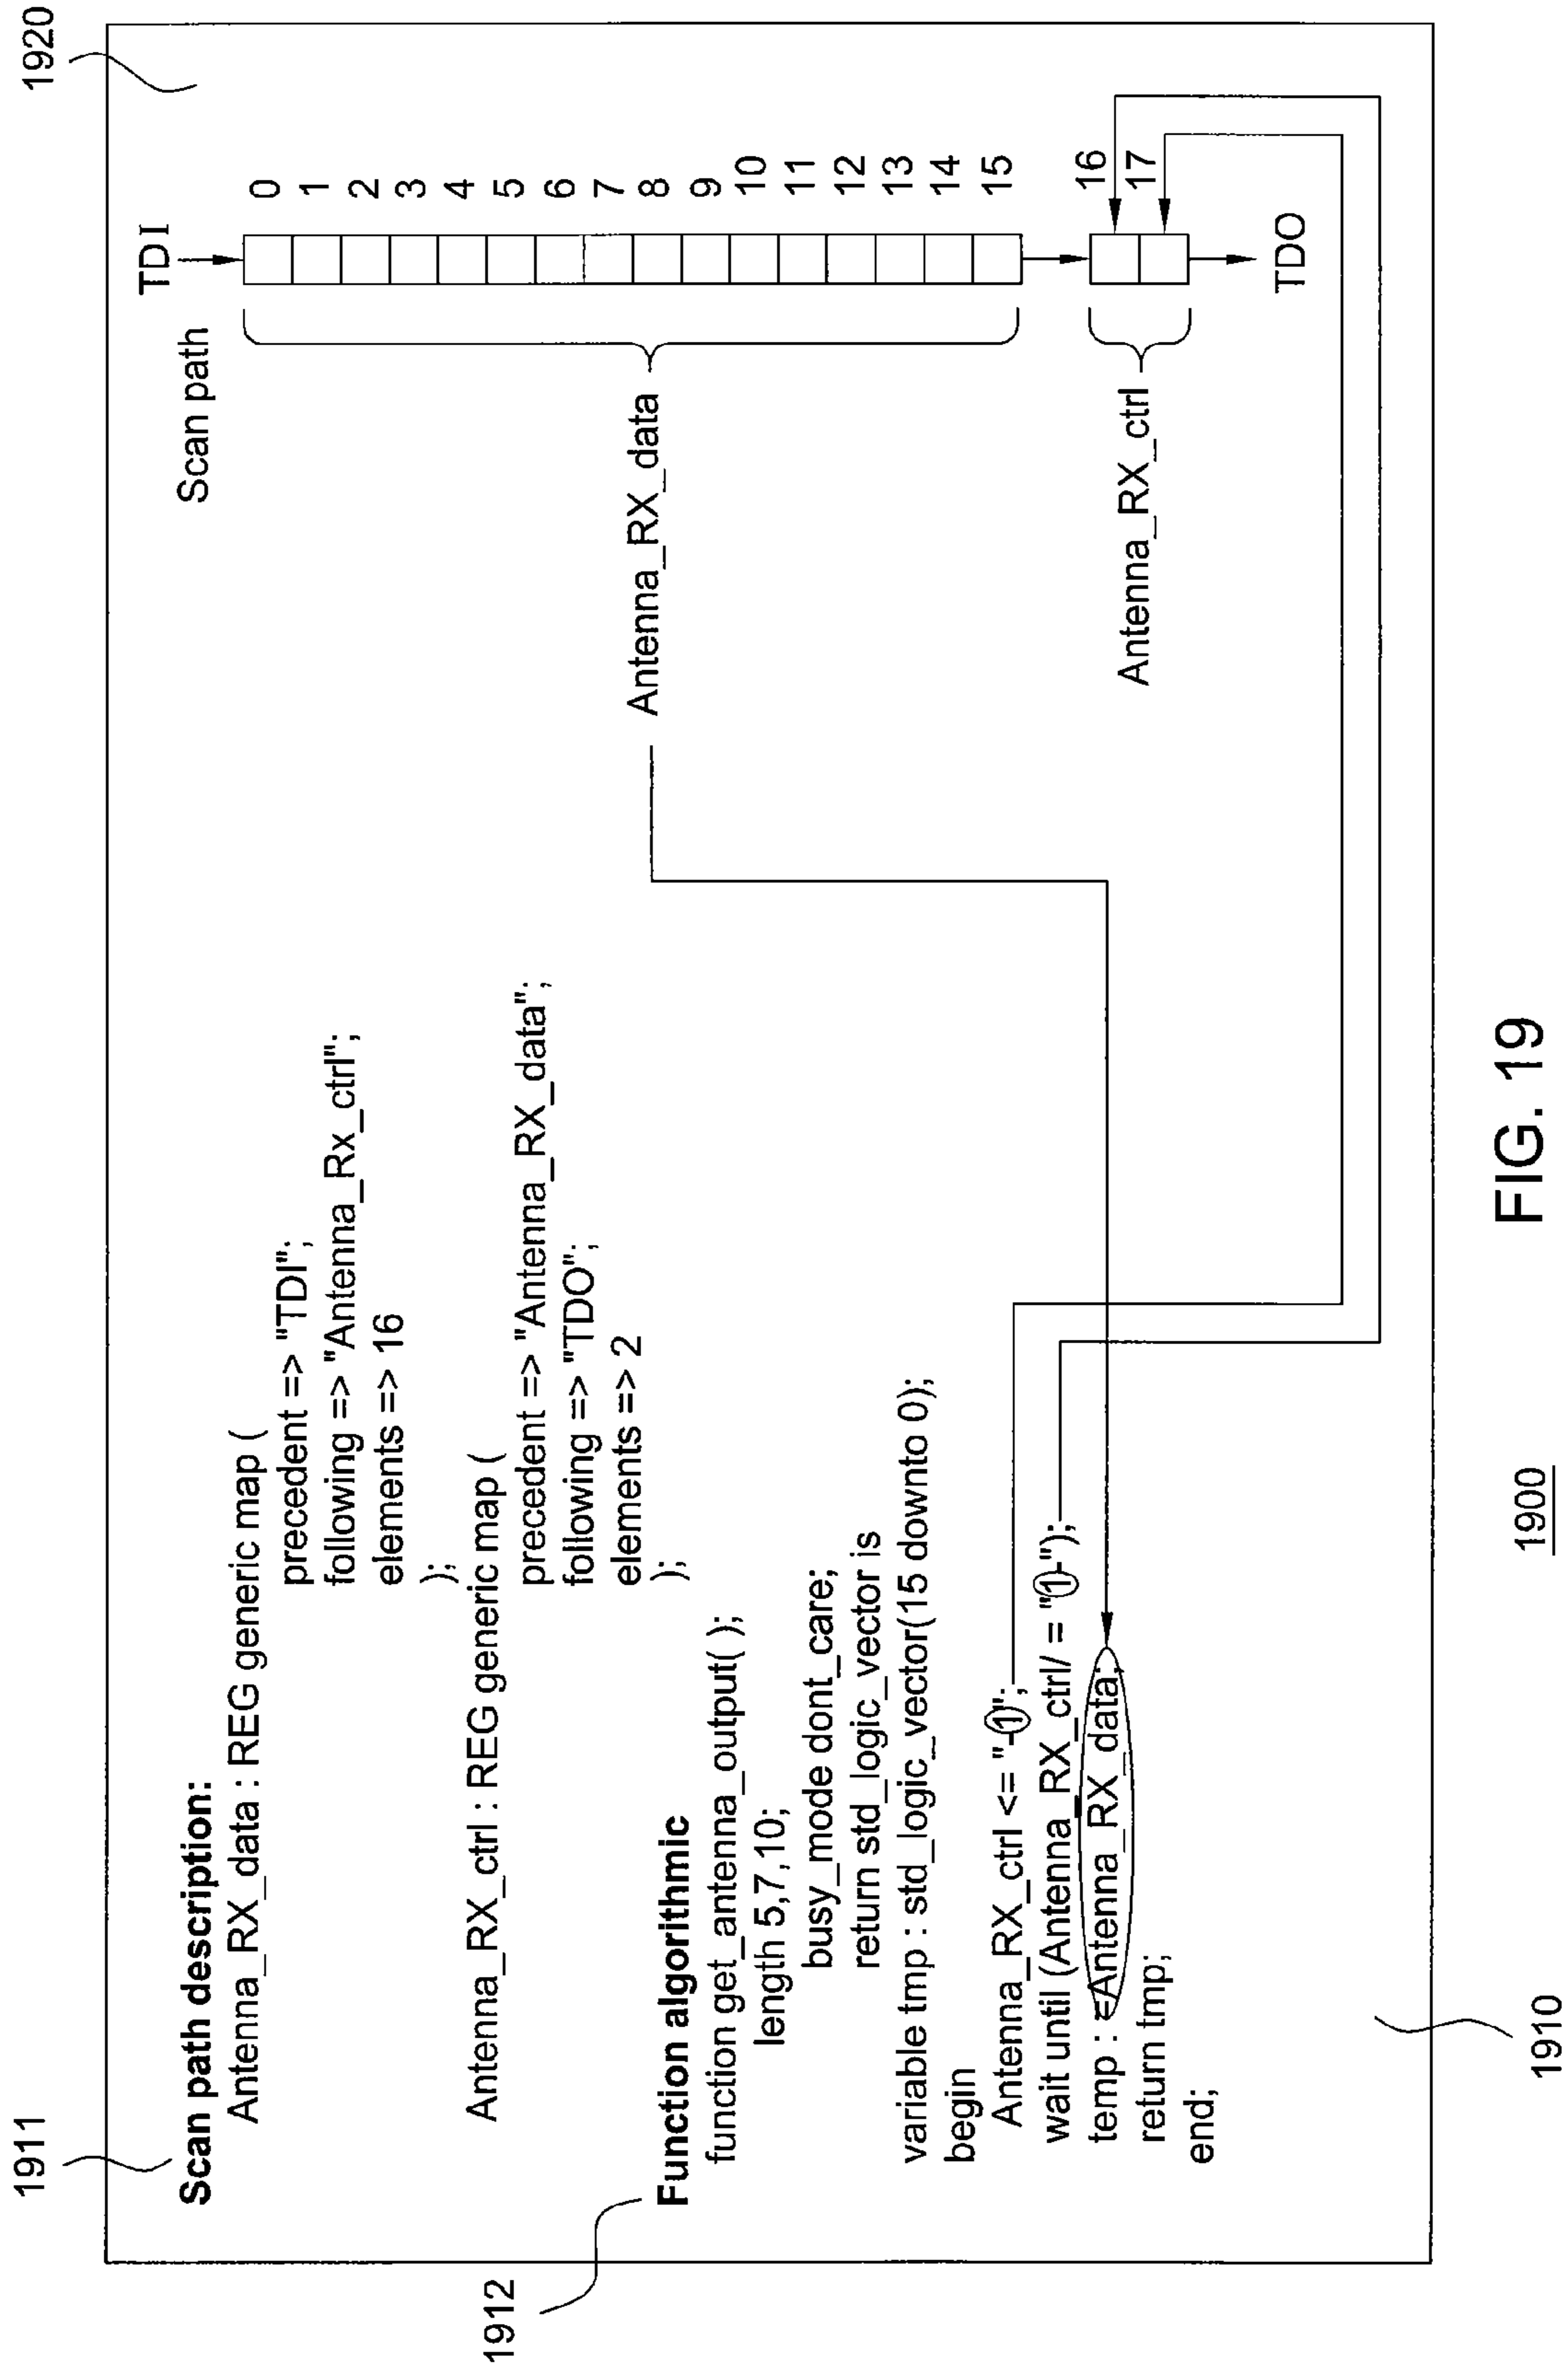 1911
1920
Scan path description:
Antenna_RX_data : REG generic map (
precedent => "TDI";
following => "Antenna_Rx_ctrl";
elements => 16
);
Antenna_RX_ctrl : REG generic map (
precedent => "Antenna_RX_data";
following => "TDO";
elements => 2
);
1912
Function algorithmic
function get_antenna_output( );
length 5,7,10;
busy_mode dont_care;
return std_logic_vector is
variable tmp : std_logic_vector(15 downto 0);
begin
Antenna_RX_ctrl <= "-1";
wait until (Antenna_RX_ctrl/ = "1-");
temp : =Antenna_RX_data;
return tmp;
end;
1910
Scan path
TDI
0
1
2
3
4
5
6
7
8
9
10
11
12
13
14
15
16
17
TDO
Antenna_RX_data
Antenna_RX_ctrl
1900
FIG. 19